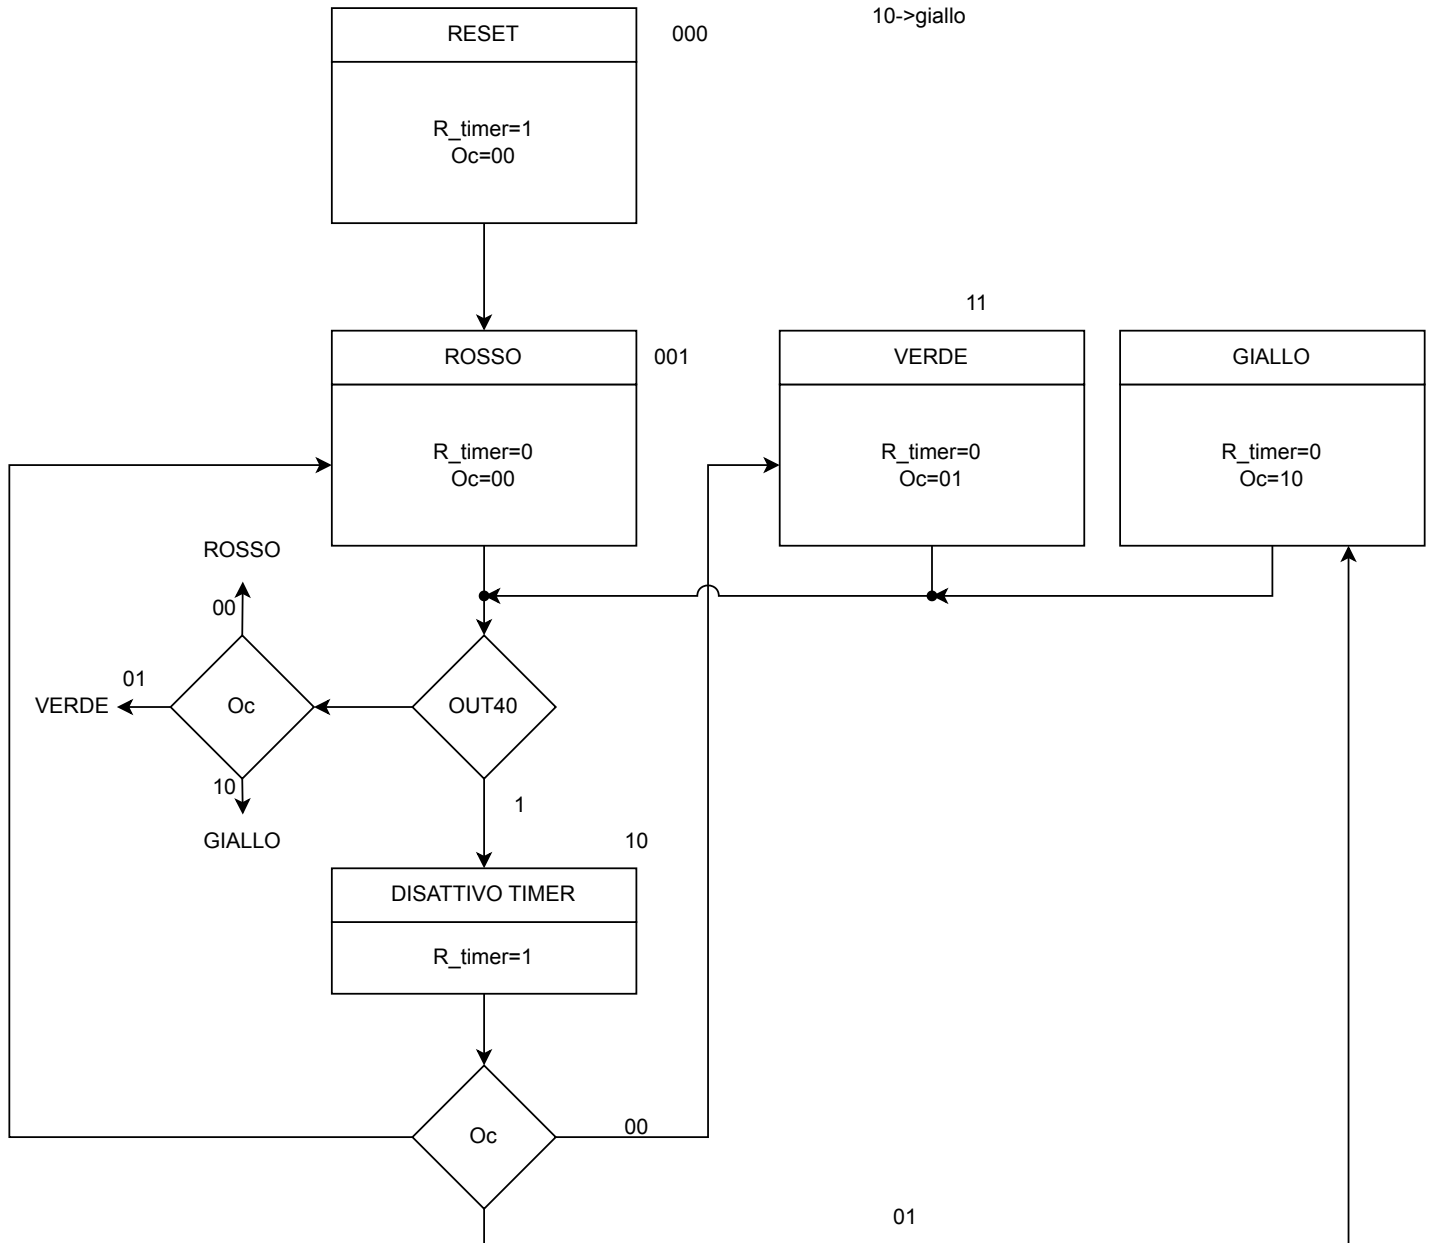 10->giallo
RESET
000
R_timer=1
Oc=00
11
ROSSO
001
VERDE
GIALLO
R_timer=0
Oc=00
R_timer=0
Oc=01
R_timer=0
Oc=10
ROSSO
00
01
VERDE
Oc
OUT40
10
1
GIALLO
10
DISATTIVO TIMER
R_timer=1
Oc
00
01